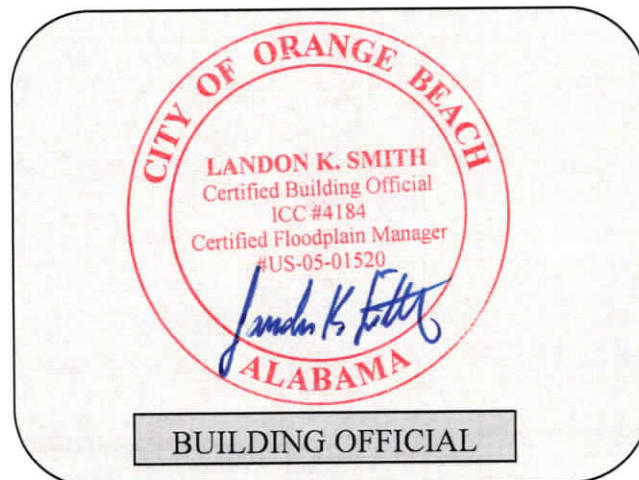 CITY OF ORANGE BEACH
LANDON K. SMITH
Certified Building Official
ICC #4184
Certified Floodplain Manager
#US-05-01520
ALABAMA
BUILDING OFFICIAL